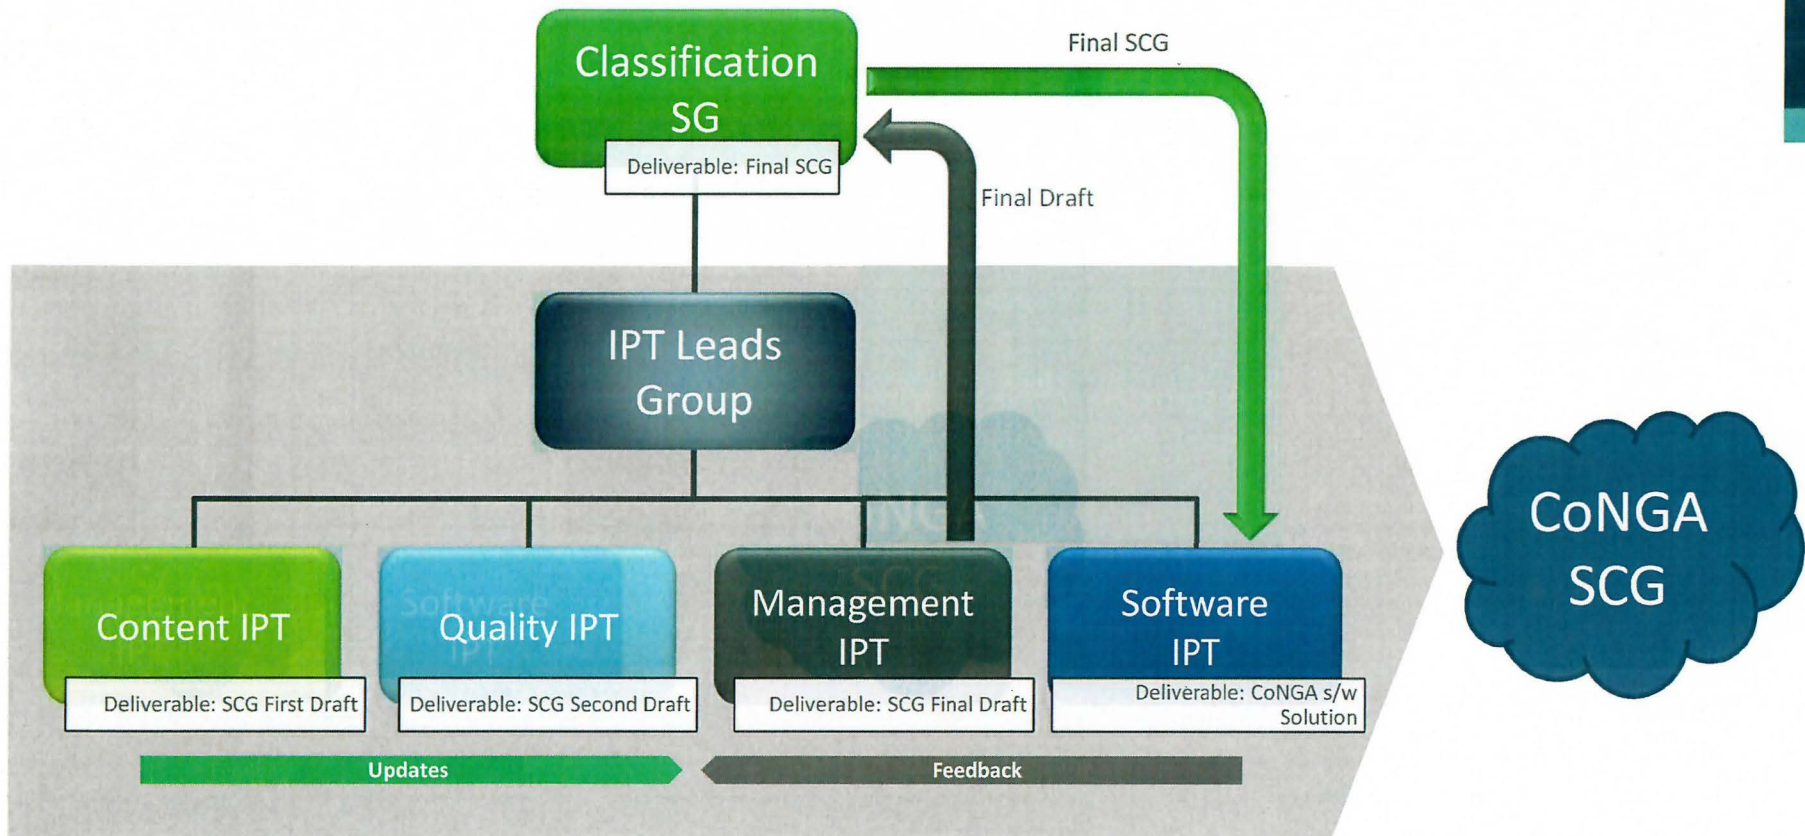 Classification
SG
Deliverable: Final SCG
Final SCG
Final Draft
IPT Leads
Group
Content IPT
Deliverable: SCG First Draft
Quality IPT
Deliverable: SCG Second Draft
Management
IPT
Deliverable: SCG Final Draft
Software
IPT
Deliverable: CoNGA s/w
Solution
Updates
Feedback
CoNGA
SCG